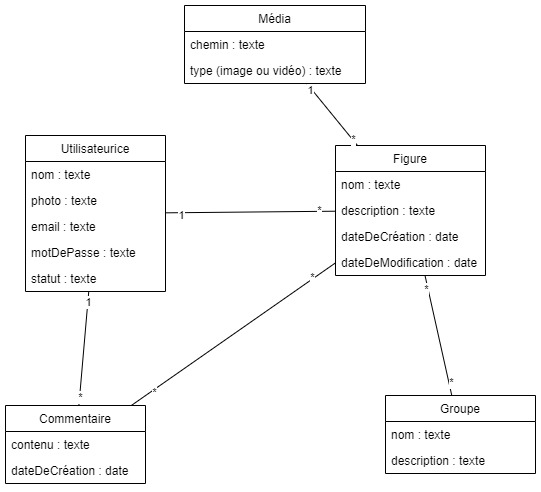 Média
chemin : texte
type (image ou vidéo) : texte
1
*
Utilisateurice
nom : texte
photo : texte
email : texte
motDePasse : texte
statut : texte
Figure
nom : texte
description : texte
dateDeCréation : date
dateDeModification : date
1
*
1
*
*
*
*
*
Commentaire
contenu : texte
dateDeCréation : date
Groupe
nom : texte
description : texte